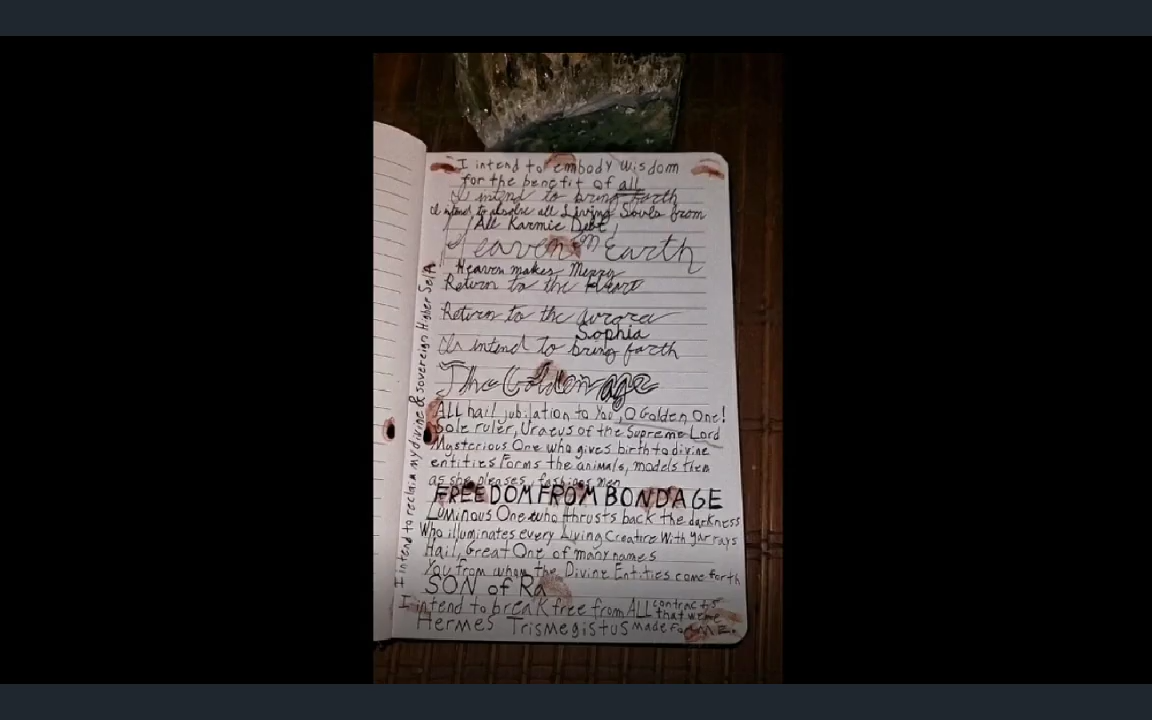 I intend to embody wisdom
for the benefit of all
I intend to bring forth
I intend to absolve all Living Souls from
All Karmic Debt
Heaven on Earth
Heaven makes Merry
Return to the Heart
Return to the aurora
Sophia
I intend to bring forth
The Golden age
ALL hail jubilation to You, O Golden One!
Sole ruler, Uraeus of the Supreme Lord
Mysterious One who gives birth to divine
entities Forms the animals, models them
as she pleases, fashions men
FREEDOM FROM BONDAGE
Luminous One who thrusts back the darkness
Who illuminates every Living Creature With your rays
Hail, Great One of many names
You from whom the Divine Entities come forth
SON of Ra
I intend to break free from ALL contracts
that were
Hermes Trismegistus Made For ME.
I intend to reclaim my divine & sovereign Higher Self